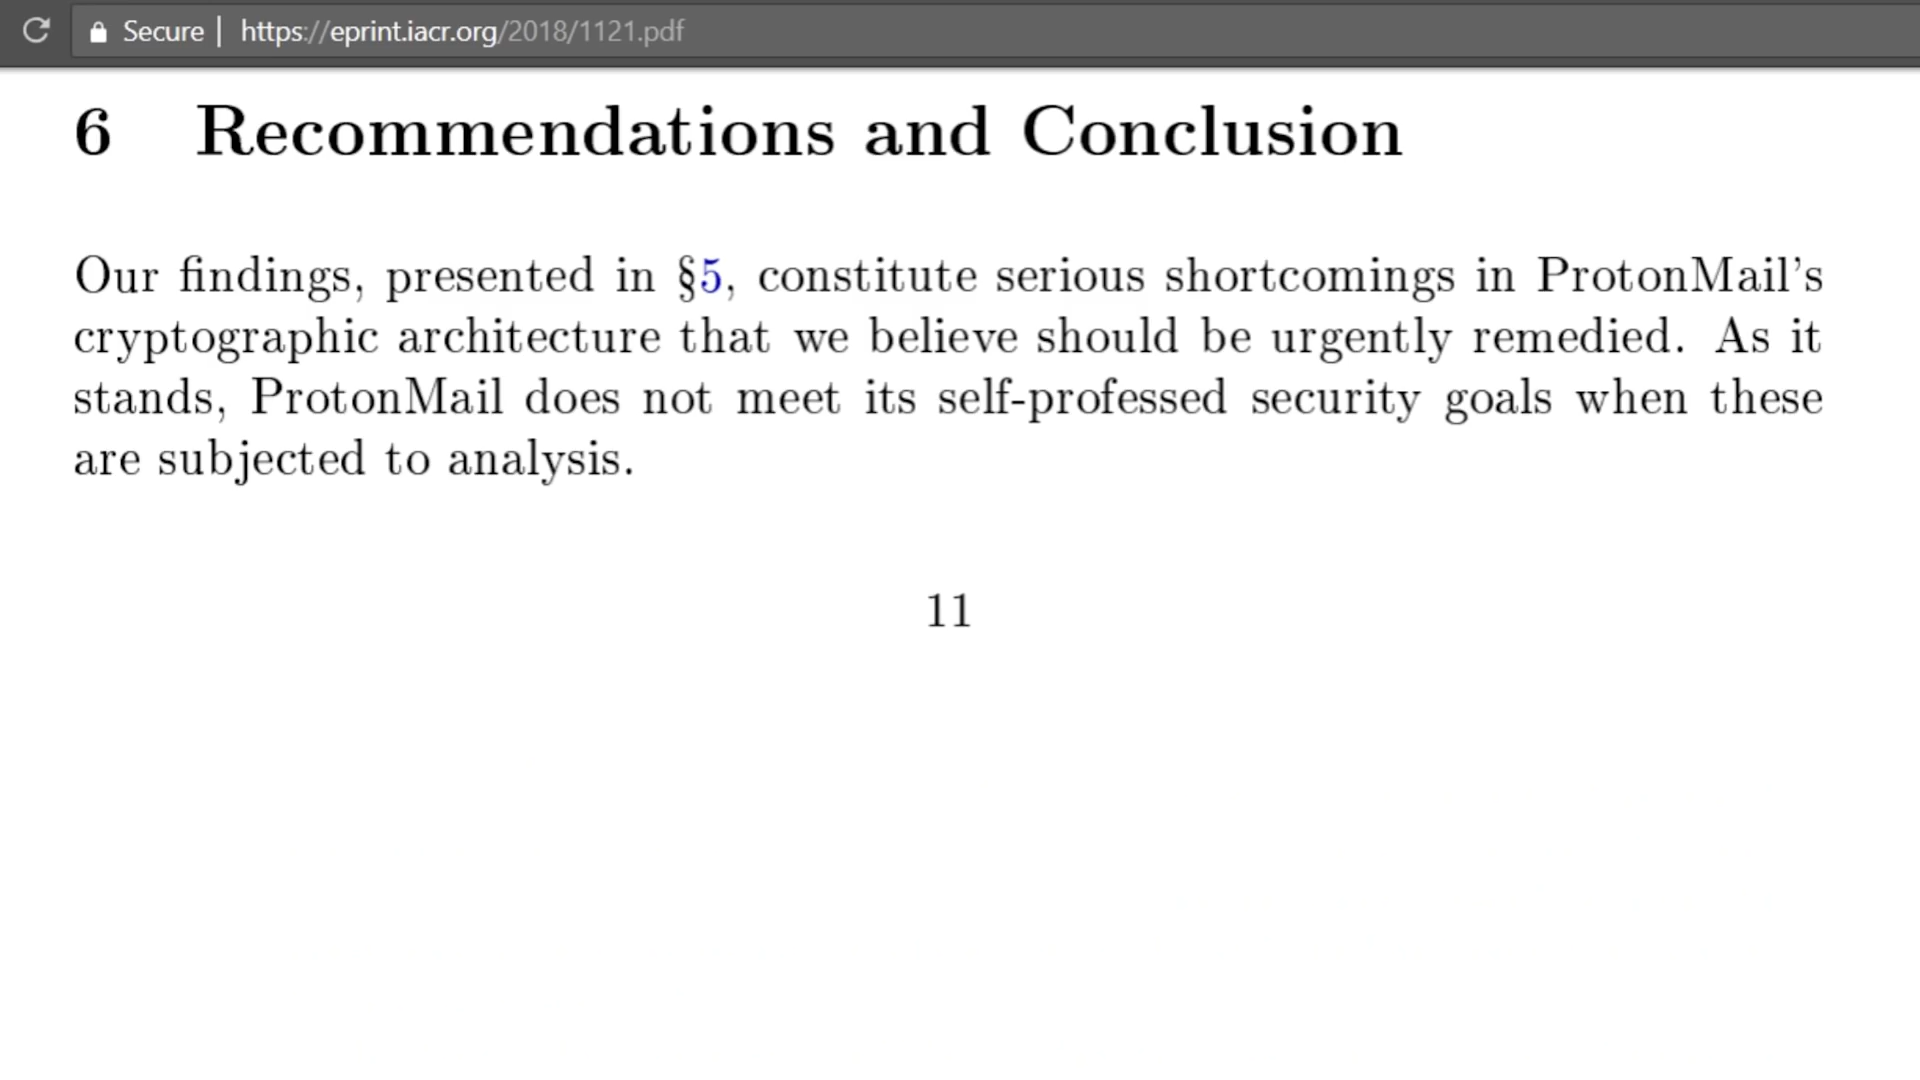 Secure | https://eprint.iacr.org/2018/1121.pdf
6 Recommendations and Conclusion
Our findings, presented in §5, constitute serious shortcomings in ProtonMail's
cryptographic architecture that we believe should be urgently remedied. As it
stands, ProtonMail does not meet its self-professed security goals when these
are subjected to analysis.
11